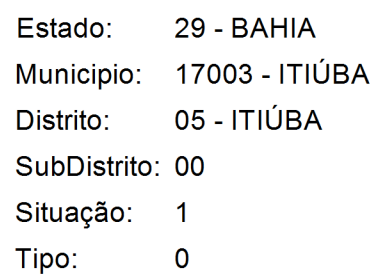 Estado: 29 - BAHIA
Municipio: 17003 - ITIÚBA
Distrito: 05 - ITIÚBA
SubDistrito: 00
Situação: 1
Tipo: 0